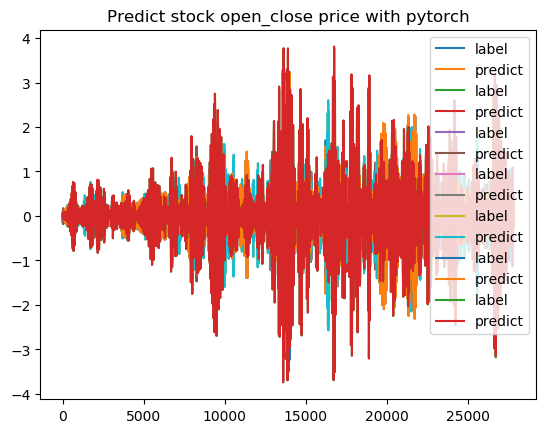 Predict stock open_close price with pytorch
4
3
2
1
0
−1
−2
−3
−4
0
5000
10000
15000
20000
25000
label
predict
label
predict
label
predict
label
predict
label
predict
label
predict
label
predict